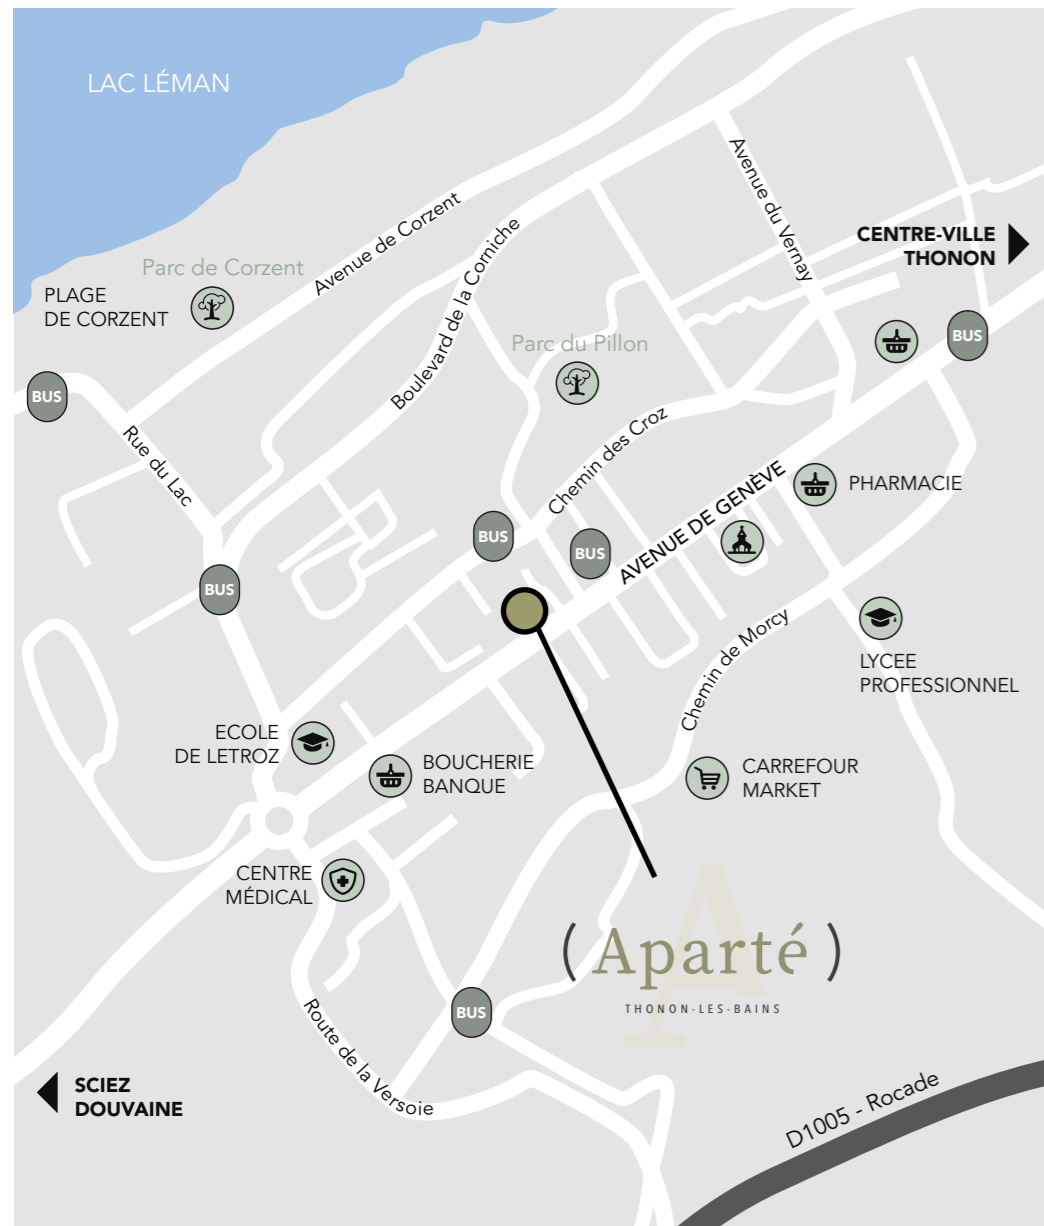 LAC LÉMAN
Avenue du Vernay
Avenue de Corzent
Boulevard de la Corniche
CENTRE-VILLE
THONON
Parc de Corzent
PLAGE
DE CORZENT
Parc du Pillon
BUS
BUS
Rue du Lac
Chemin des Croz
AVENUE DE GENÈVE
PHARMACIE
BUS
BUS
BUS
Chemin de Morcy
LYCEE
PROFESSIONNEL
ECOLE
DE LETROZ
BOUCHERIE
BANQUE
CARREFOUR
MARKET
CENTRE
MÉDICAL
A
( Aparté )
THONON-LES-BAINS
BUS
Route de la Versoie
SCIEZ
DOUVAINE
D1005 - Rocade